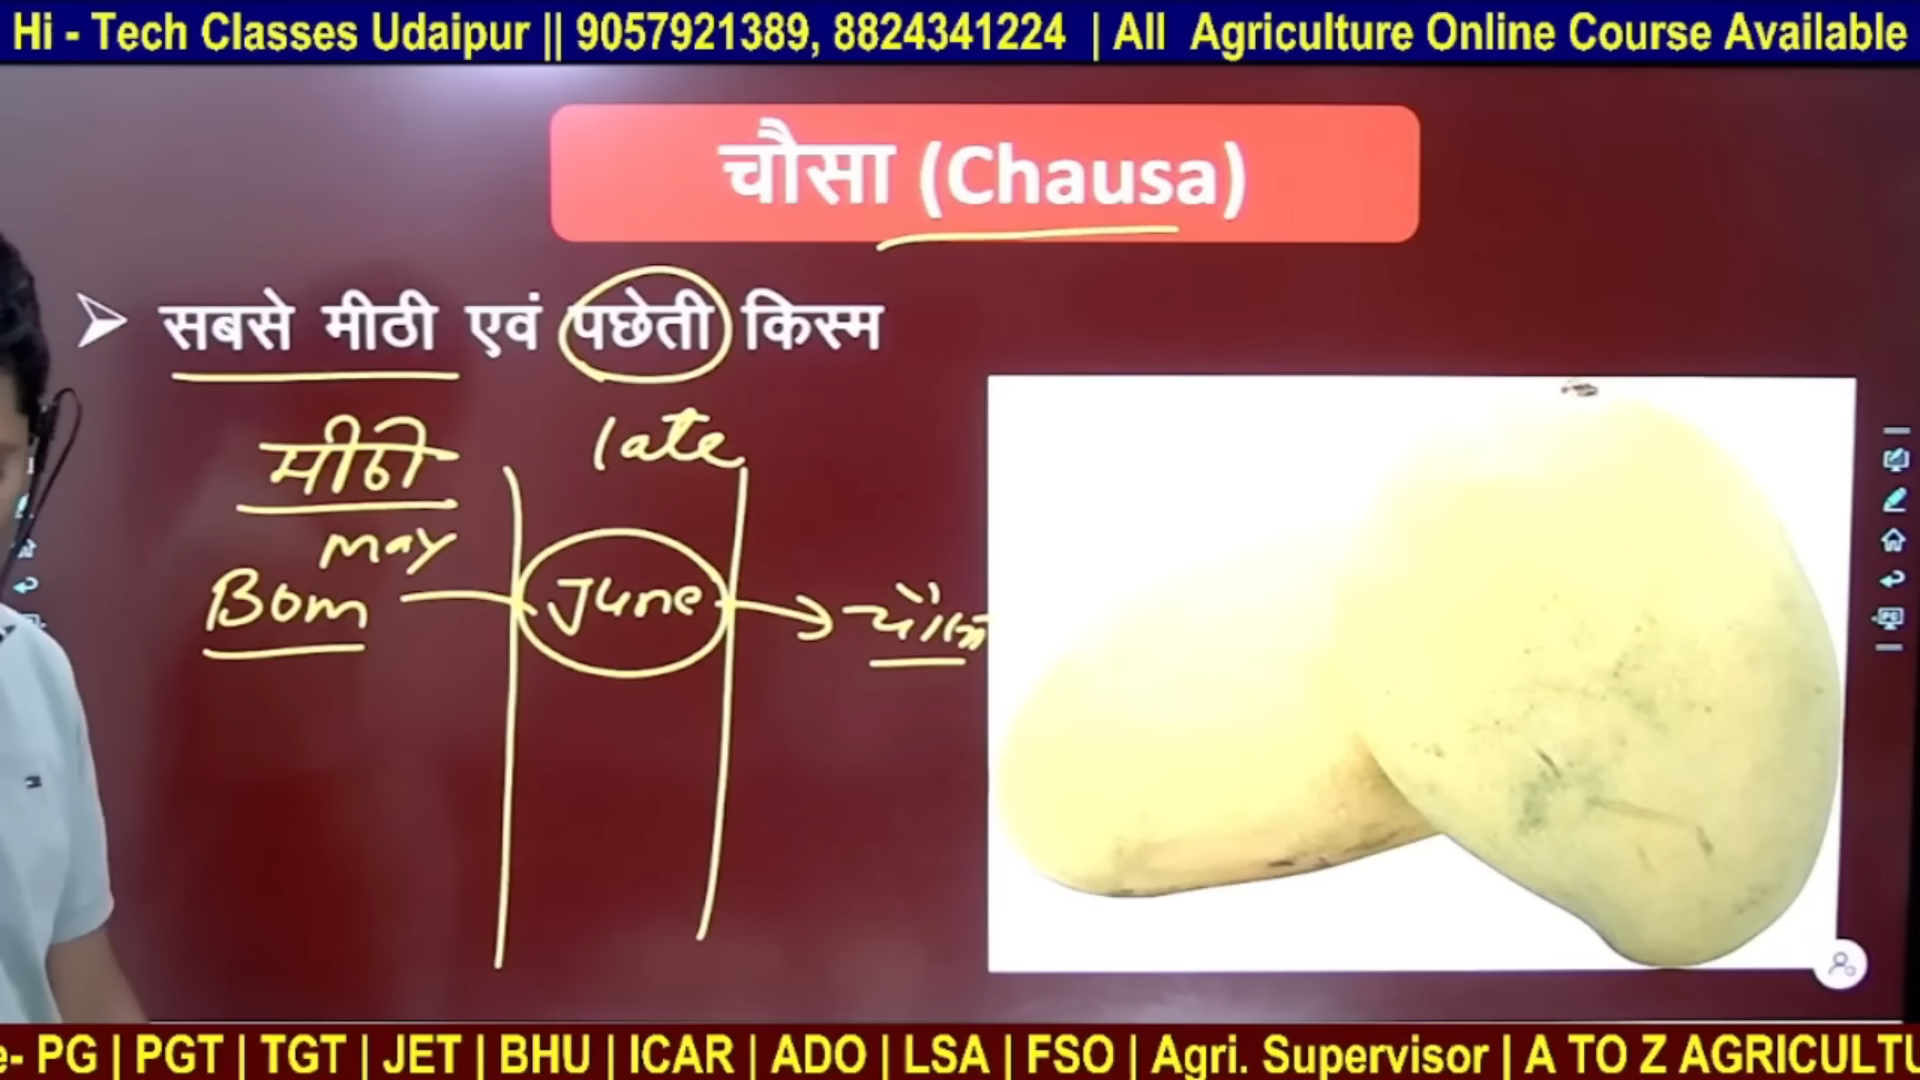 Hi - Tech Classes Udaipur || 9057921389, 8824341224 | All Agriculture Online Course Available
चौसा (Chausa)
➤ सबसे मीठी एवं पछेती किस्म
मीठी late
may
Bom June
e- PG | PGT | TGT | JET | BHU | ICAR | ADO | LSA | FSO | Agri. Supervisor | A TO Z AGRICULTU